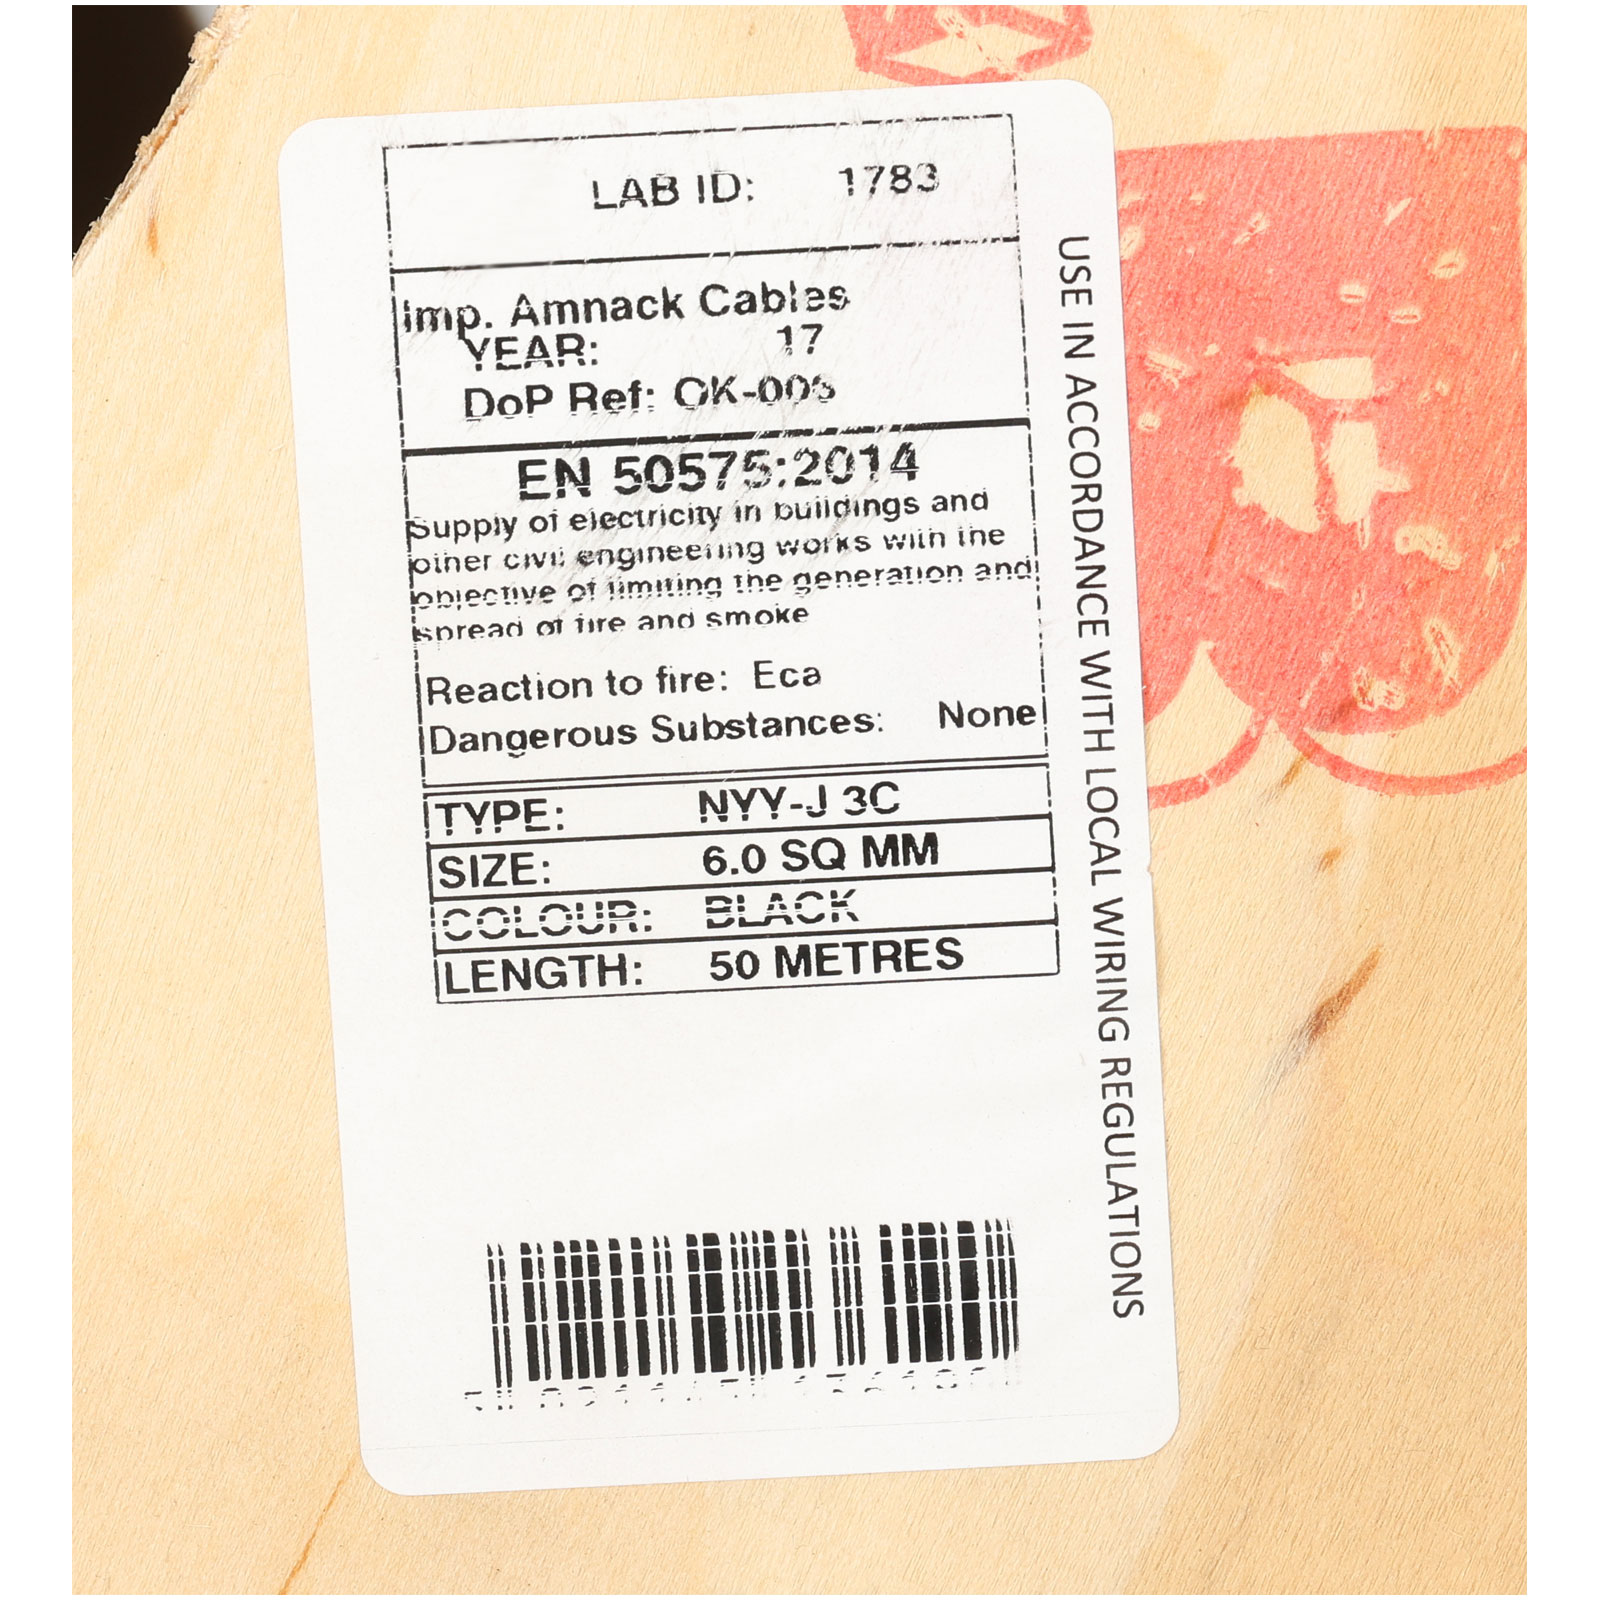 LAB ID: 1783
Imp. Amnack Cables
YEAR: 17
DoP Ref:
EN 50575:2014
Supply of electricity in buildings and
other civil engineering works with the
objective of limiting the generation and
spread of fire and smoke
Reaction to fire: Eca
Dangerous Substances: None
TYPE: NYY-J 3C
SIZE: 6.0 SQ MM
COLOUR: BLACK
LENGTH: 50 METRES
USE IN ACCORDANCE WITH LOCAL WIRING REGULATIONS